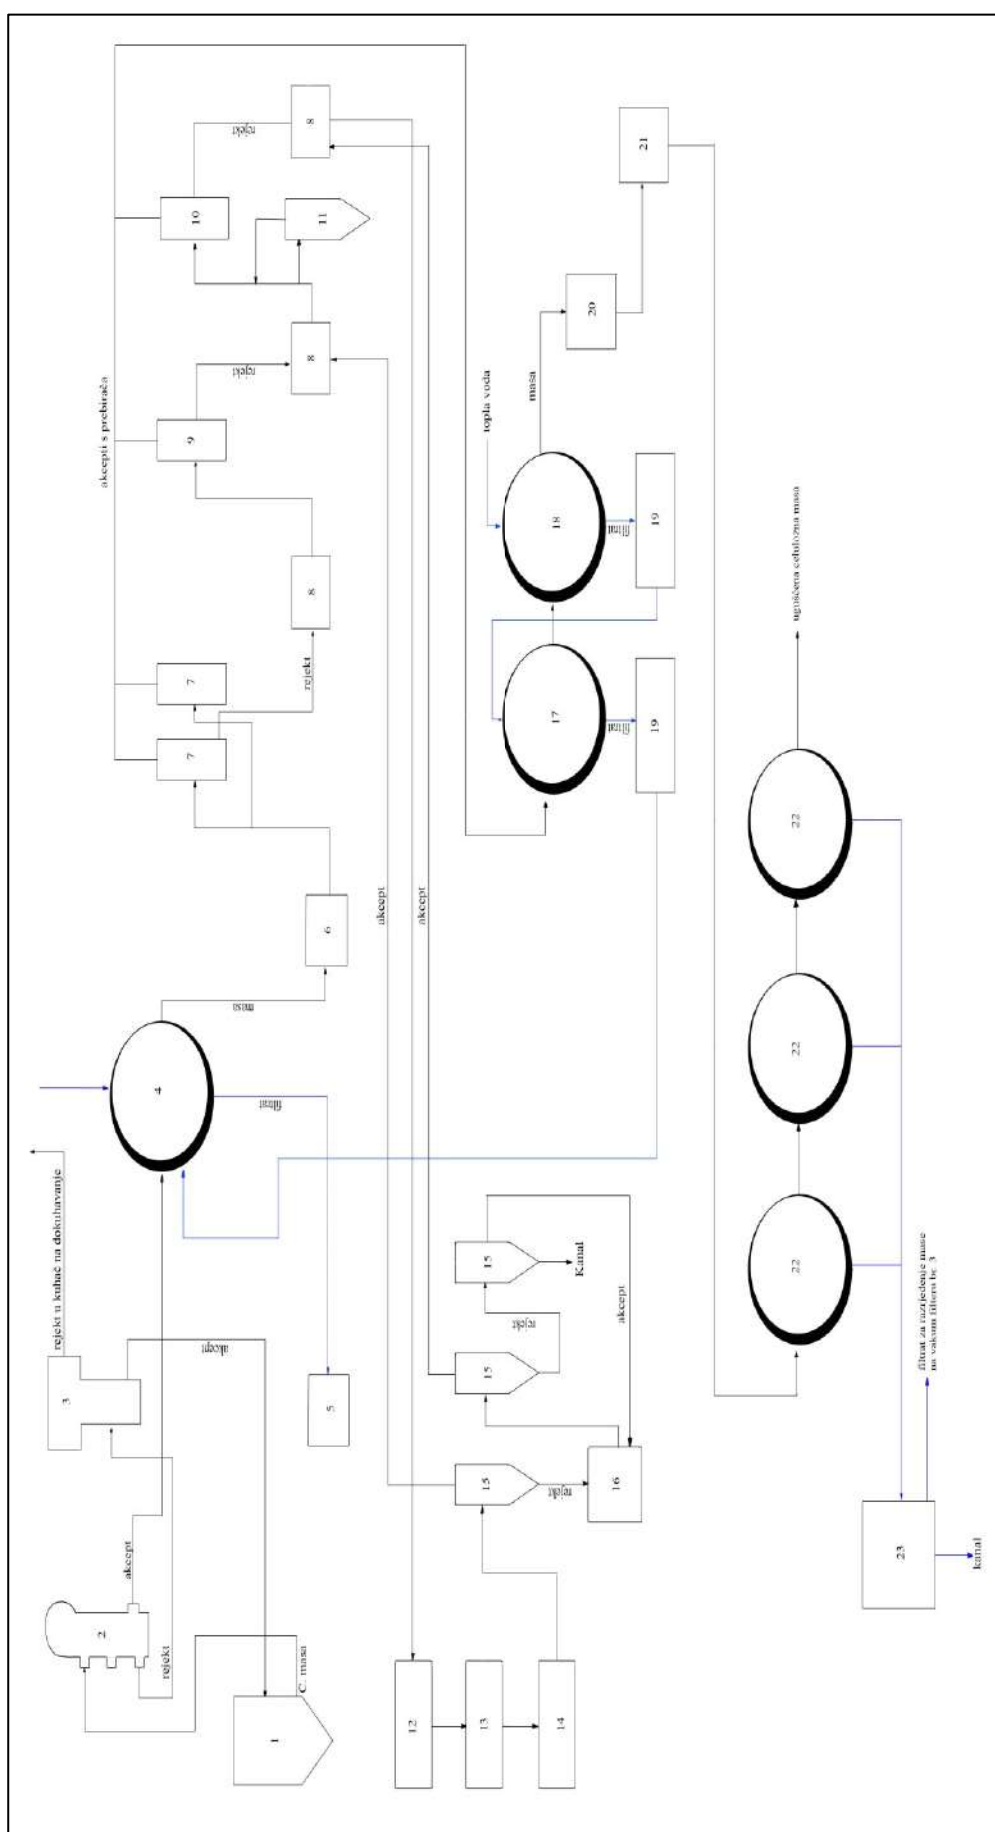 2
3
rejekt u kuhač na dokuhavanje
akcept
rejekt
akcept
4
akcepti s prebirača
7
7
9
10
1
C. masa
filtrat
masa
5
6
rejekt
8
rejekt
8
11
rejekt
8
12
akcept
akcept
13
15
15
15
14
rejekt
rejekt
Kanal
16
akcept
17
18
topla voda
masa
20
21
filtrat
filtrat
19
19
22
22
22
ugušćena celulozna masa
23
filtrat za razrjeđenje mase
na vakum filteru br. 3
kanal